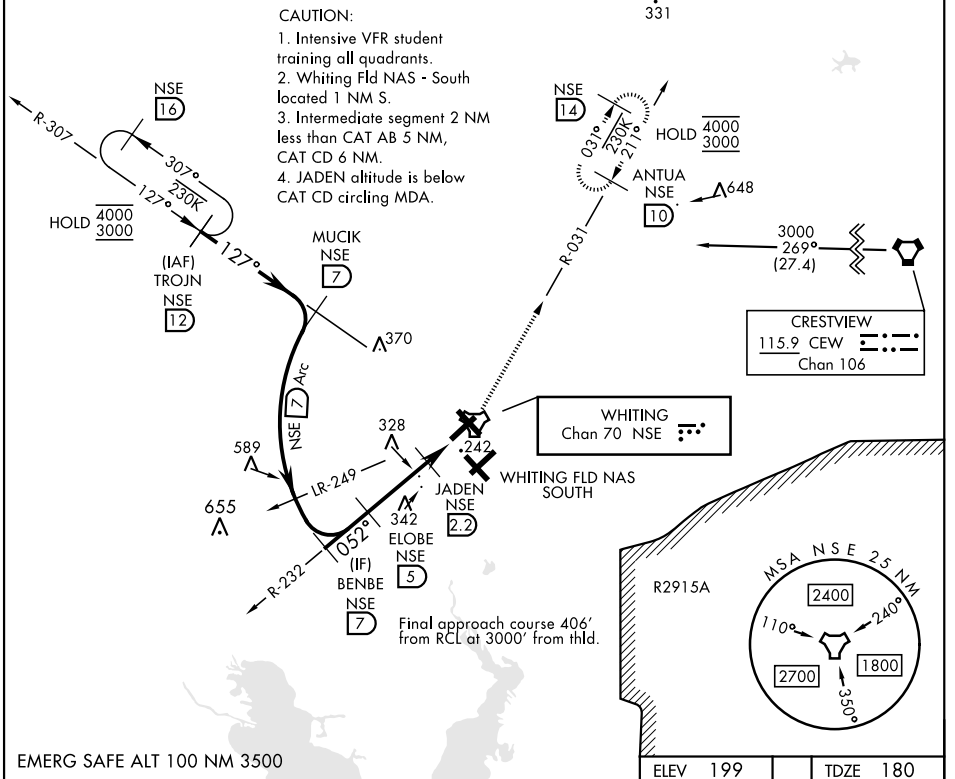 CAUTION:
1. Intensive VFR student
training all quadrants.
2. Whiting Fld NAS - South
located 1 NM S.
3. Intermediate segment 2 NM
less than CAT AB 5 NM,
CAT CD 6 NM.
4. JADEN altitude is below
CAT CD circling MDA.
331
NSE
16
R-307
307°
230K
127°
HOLD 4000
3000
127°
(IAF)
TROJN
NSE
12
MUCIK
NSE
7
370
NSE 7 Arc
NSE
14
031°
230K
211°
HOLD 4000
3000
ANTUA
NSE
10
648
R-031
3000
269°
(27.4)
CRESTVIEW
115.9 CEW
Chan 106
WHITING
Chan 70 NSE
328
242
WHITING FLD NAS
SOUTH
589
LR-249
655
JADEN
NSE
2.2
342
ELOBE
NSE
5
052°
R-232
(IF)
BENBE
NSE
7
Final approach course 406'
from RCL at 3000' from thld.
R2915A
MSA NSE 25 NM
2400
110°
240°
2700
1800
350°
EMERG SAFE ALT 100 NM 3500
ELEV 199
TDZE 180